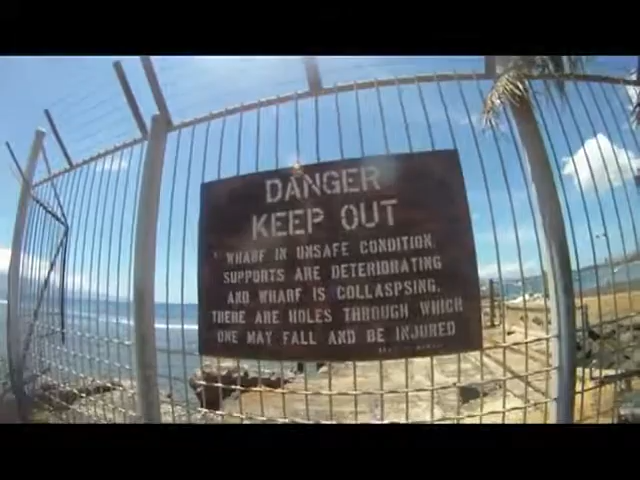 DANGER
KEEP OUT
WHARF IN UNSAFE CONDITION.
SUPPORTS ARE DETERIORATING
AND WHARF IS COLLASPSING.
THERE ARE HOLES THROUGH WHICH
ONE MAY FALL AND BE INJURED